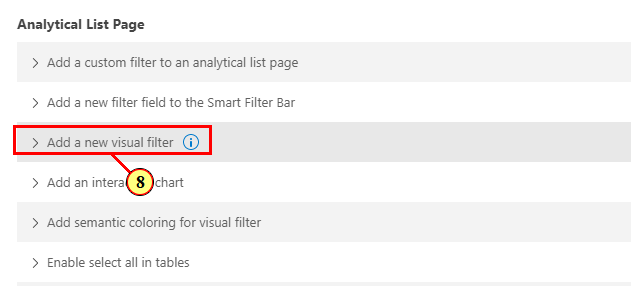 Analytical List Page
Add a custom filter to an analytical list page
Add a new filter field to the Smart Filter Bar
Add a new visual filter
8
Add an intera chart
Add semantic coloring for visual filter
Enable select all in tables